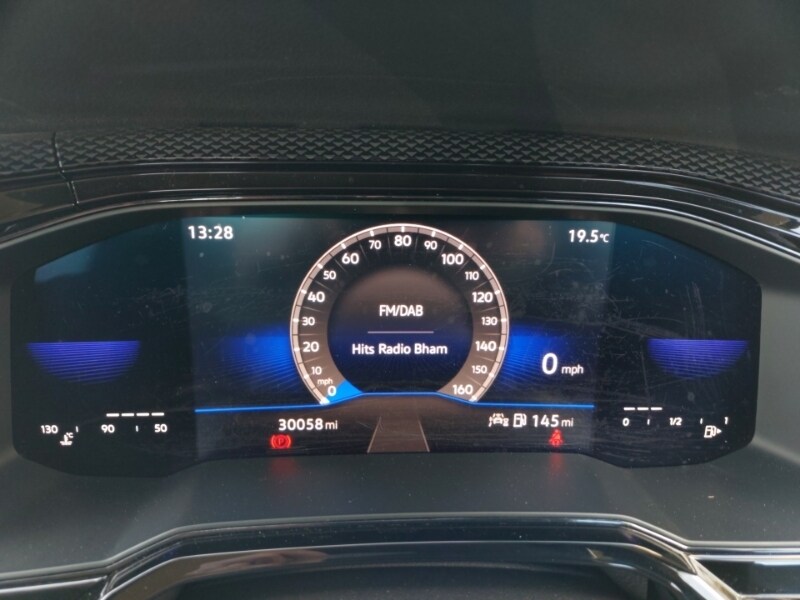 13:28
19.5°C
80
70 90
60 100
50 110
40 120
FM/DAB
30 130
20 Hits Radio Bham 140
10 150
mph
0 160
0 mph
30058 mi
145 mi
130 90 50
°C
0 1/2 1
(P)